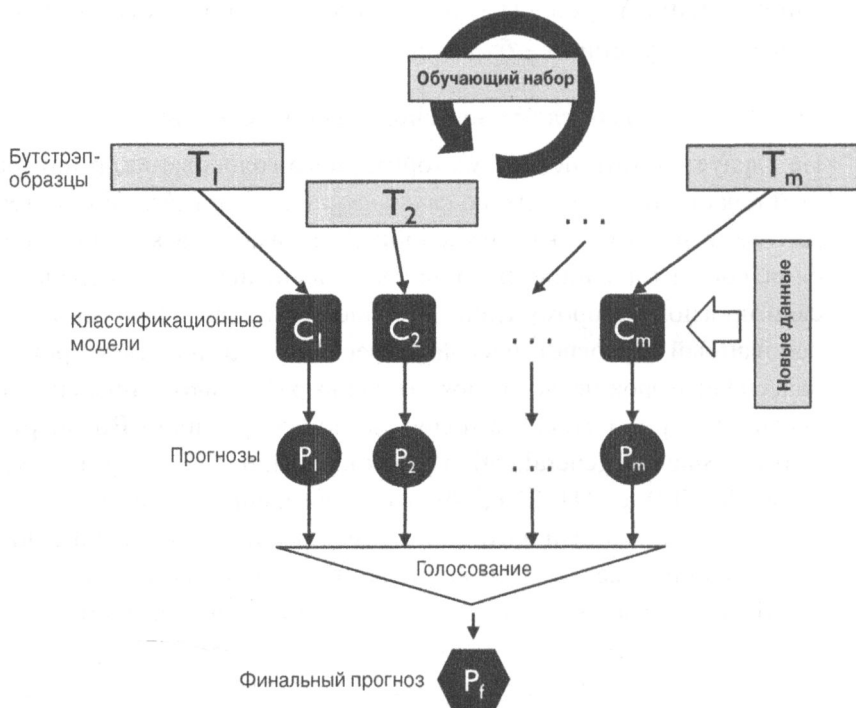 Обучающий набор
Бутстрэп-
образцы
T1
T2
. . .
Tm
Классификационные
модели
C1
C2
. . .
Cm
Новые данные
Прогнозы
P1
P2
. . .
Pm
Голосование
Финальный прогноз
Pf